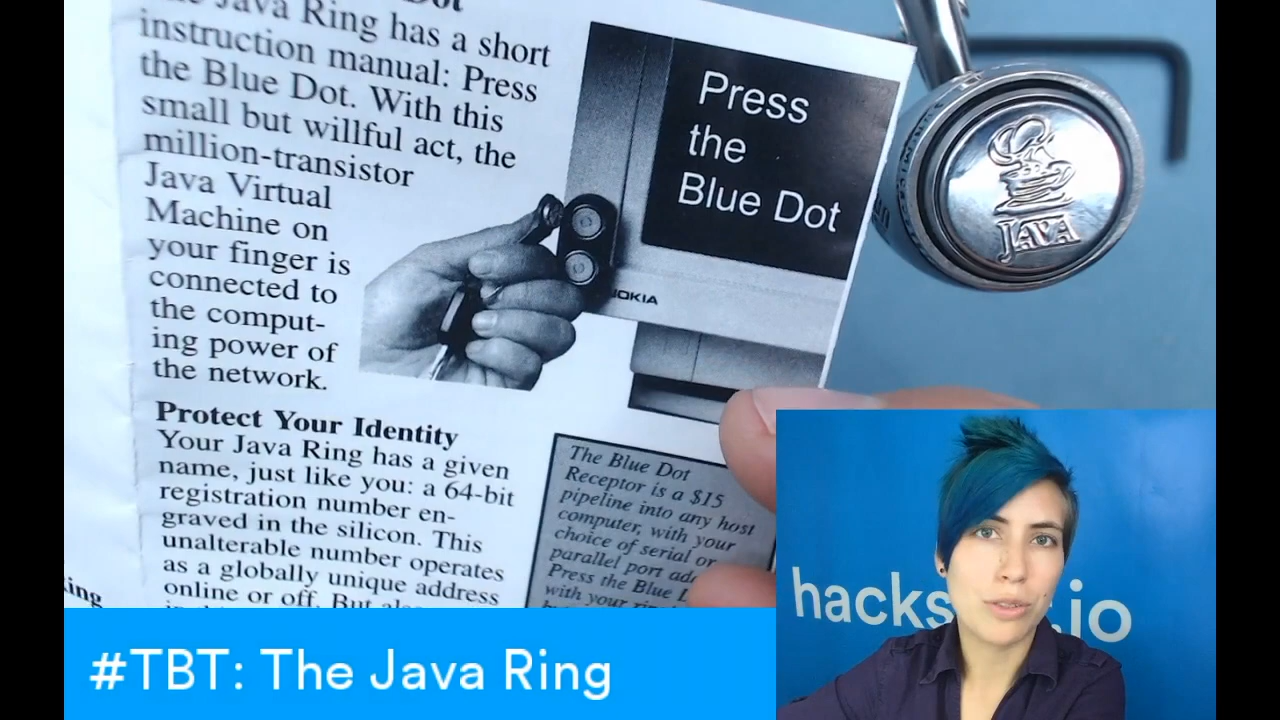 Java Ring has a short
instruction manual: Press
the Blue Dot. With this
small but willful act, the
million-transistor
Java Virtual
Machine on
your finger is
connected to
the comput-
ing power of
the network.
Protect Your Identity
Your Java Ring has a given
name, just like you: a 64-bit
registration number en-
graved in the silicon. This
unalterable number operates
as a globally unique address
online or off. But
Press
the
Blue Dot
NOKIA
The Blue Dot
Receptor is a $15
pipeline into any host
computer, with your
choice of serial or
parallel port
Press the Blue
with your
JAVA
hacks .io
#TBT: The Java Ring